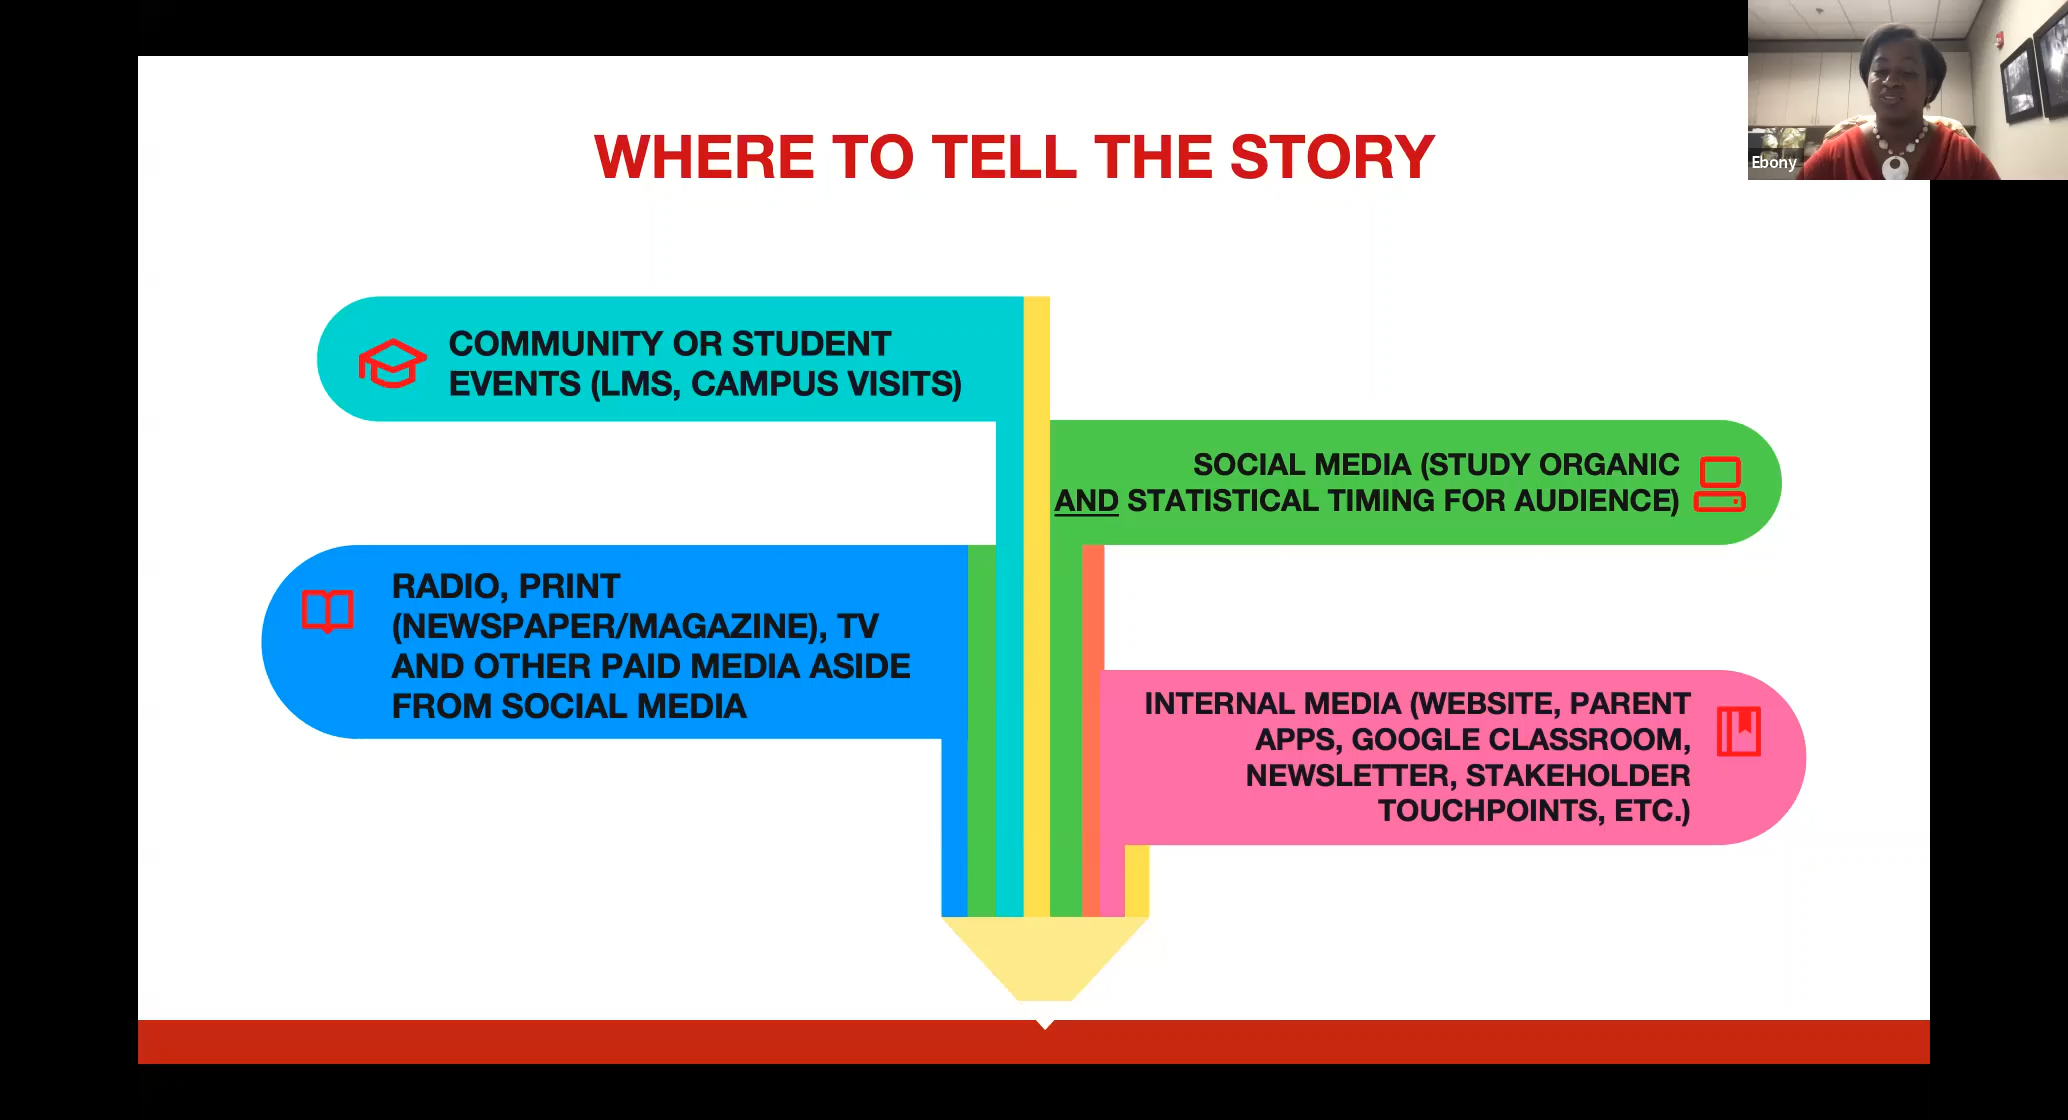 WHERE TO TELL THE STORY
Ebony
COMMUNITY OR STUDENT
EVENTS (LMS, CAMPUS VISITS)
SOCIAL MEDIA (STUDY ORGANIC
AND STATISTICAL TIMING FOR AUDIENCE)
RADIO, PRINT
(NEWSPAPER/MAGAZINE), TV
AND OTHER PAID MEDIA ASIDE
FROM SOCIAL MEDIA
INTERNAL MEDIA (WEBSITE, PARENT
APPS, GOOGLE CLASSROOM,
NEWSLETTER, STAKEHOLDER
TOUCHPOINTS, ETC.)